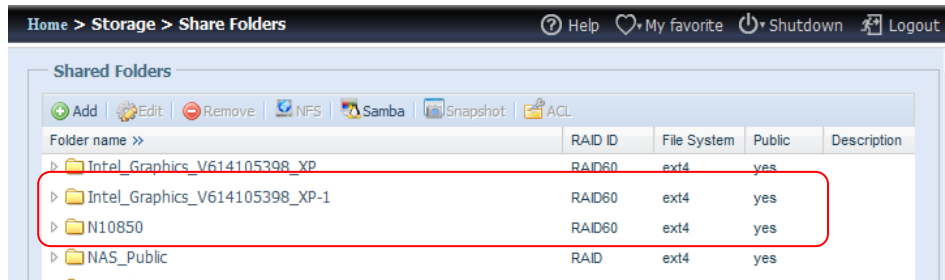 Home > Storage > Share Folders Help My favorite Shutdown Logout
Shared Folders
Add Edit Remove NFS Samba Snapshot ACL
Folder name >> RAID ID File System Public Description
Intel_Graphics_V614105398_XP RAID60 ext4 yes
Intel_Graphics_V614105398_XP-1 RAID60 ext4 yes
N10850 RAID60 ext4 yes
NAS_Public RAID ext4 yes